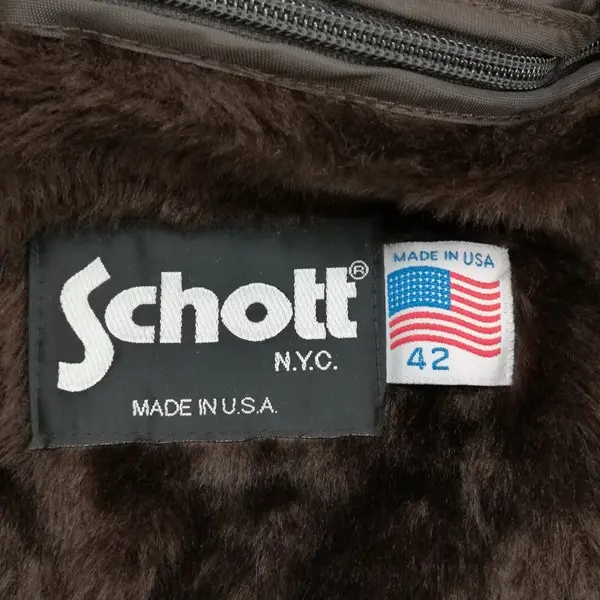 Schott®
N.Y.C.
MADE IN U.S.A.
MADE IN USA
42